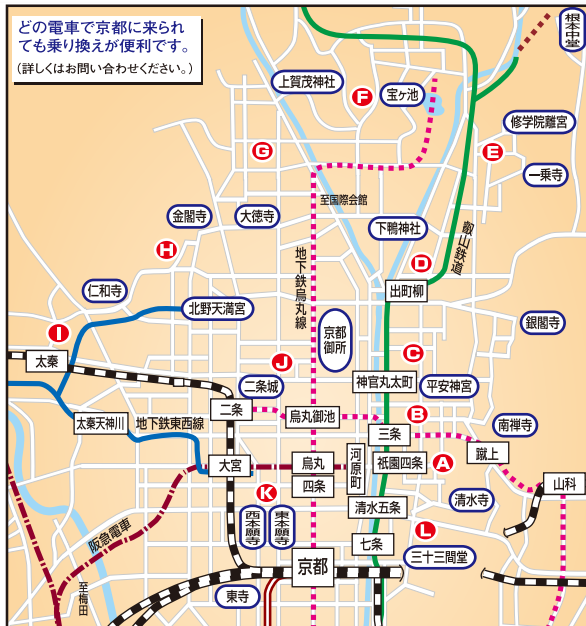 どの電車で京都に来られ
ても乗り換えが便利です。
(詳しくはお問い合わせください。)
根本中堂
上賀茂神社
F
宝ヶ池
修学院離宮
G
E
一乗寺
至国際会館
金閣寺
大徳寺
下鴨神社
叡山鉄道
H
地下鉄烏丸線
D
仁和寺
出町柳
北野天満宮
京都
御所
銀閣寺
I
太秦
J
C
二条城
神宮丸太町
平安神宮
二条
烏丸御池
B
太秦天神川
地下鉄東西線
三条
南禅寺
蹴上
大宮
烏丸
河原町
祇園四条
A
山科
四条
K
清水五条
清水寺
阪急電車
西本願寺
東本願寺
L
七条
京都
三十三間堂
至梅田
東寺